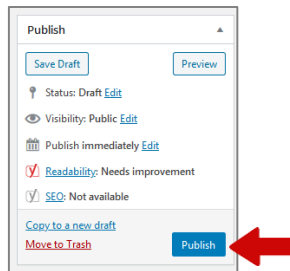 Publish
Save Draft Preview
Status: Draft Edit
Visibility: Public Edit
Publish immediately Edit
Readability: Needs improvement
SEO: Not available
Copy to a new draft
Move to Trash Publish